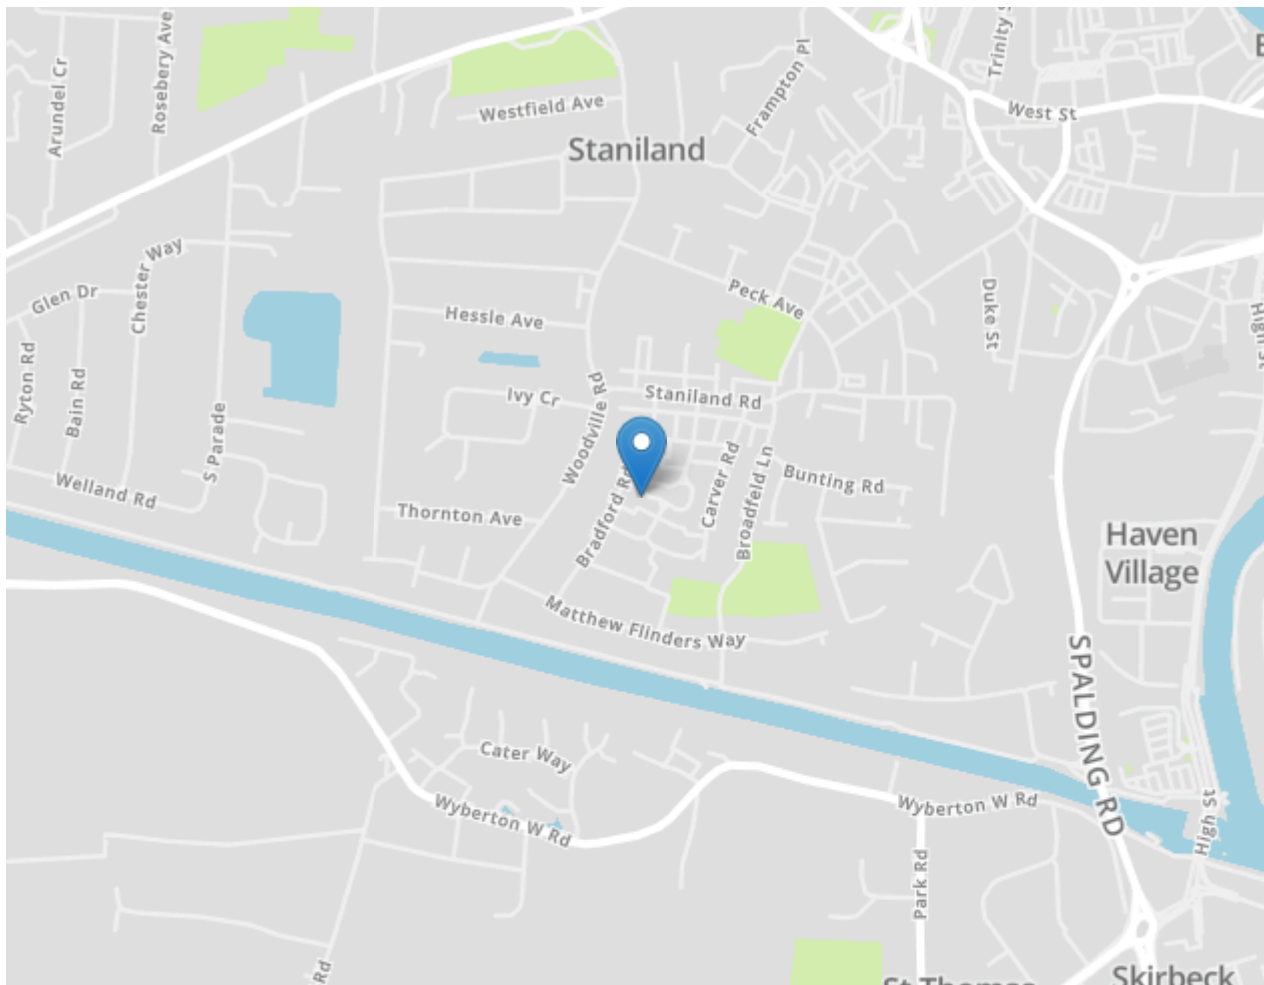 Arundel Cr
Rosebery Ave
Westfield Ave
Frampton Pl
Trinity
West St
Staniland
Chester Way
Glen Dr
Peck Ave
Duke St
High St
Hessle Ave
Ryton Rd
Bain Rd
Ivy Cr
Woodville Rd
Staniland Rd
S Parade
Carver Rd
Broadfeld Ln
Bunting Rd
Bradford Rd
Welland Rd
Thornton Ave
Haven
Village
Matthew Flinders Way
SPALDING RD
Cater Way
Wyberton W Rd
Wyberton W Rd
High St
Park Rd
Rd
St Thomas
Skirbeck